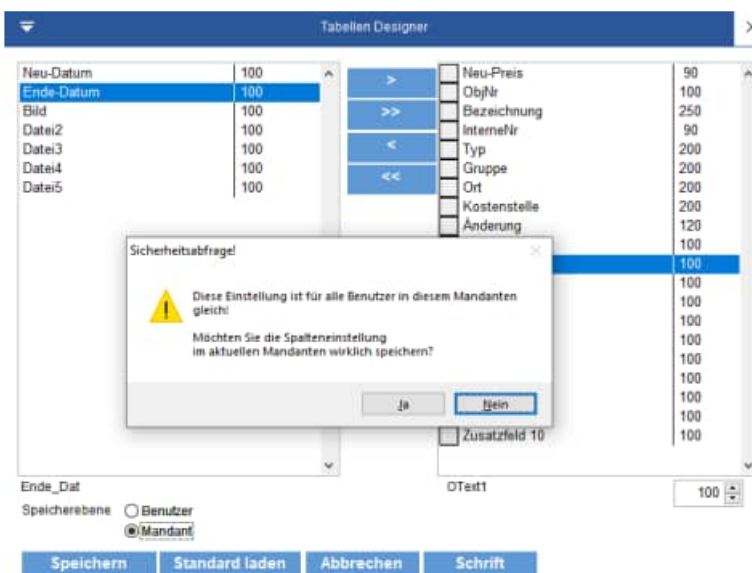 Tabellen Designer
Neu-Datum 100
Ende-Datum 100
Bild 100
Datei2 100
Datei3 100
Datei4 100
Datei5 100
>
>>
<
<<
Neu-Preis 90
ObjNr 100
Bezeichnung 250
InterneNr 90
Typ 200
Gruppe 200
Ort 200
Kostenstelle 200
Änderung 120
100
100
100
100
100
100
100
100
100
100
Zusatzfeld 10 100
Sicherheitsabfrage!
Diese Einstellung ist für alle Benutzer in diesem Mandanten
gleich!
Möchten Sie die Spalteneinstellung
im aktuellen Mandanten wirklich speichern?
Ja Nein
Ende_Dat
OText1 100
Speicherebene Benutzer
Mandant
Speichern Standard laden Abbrechen Schrift